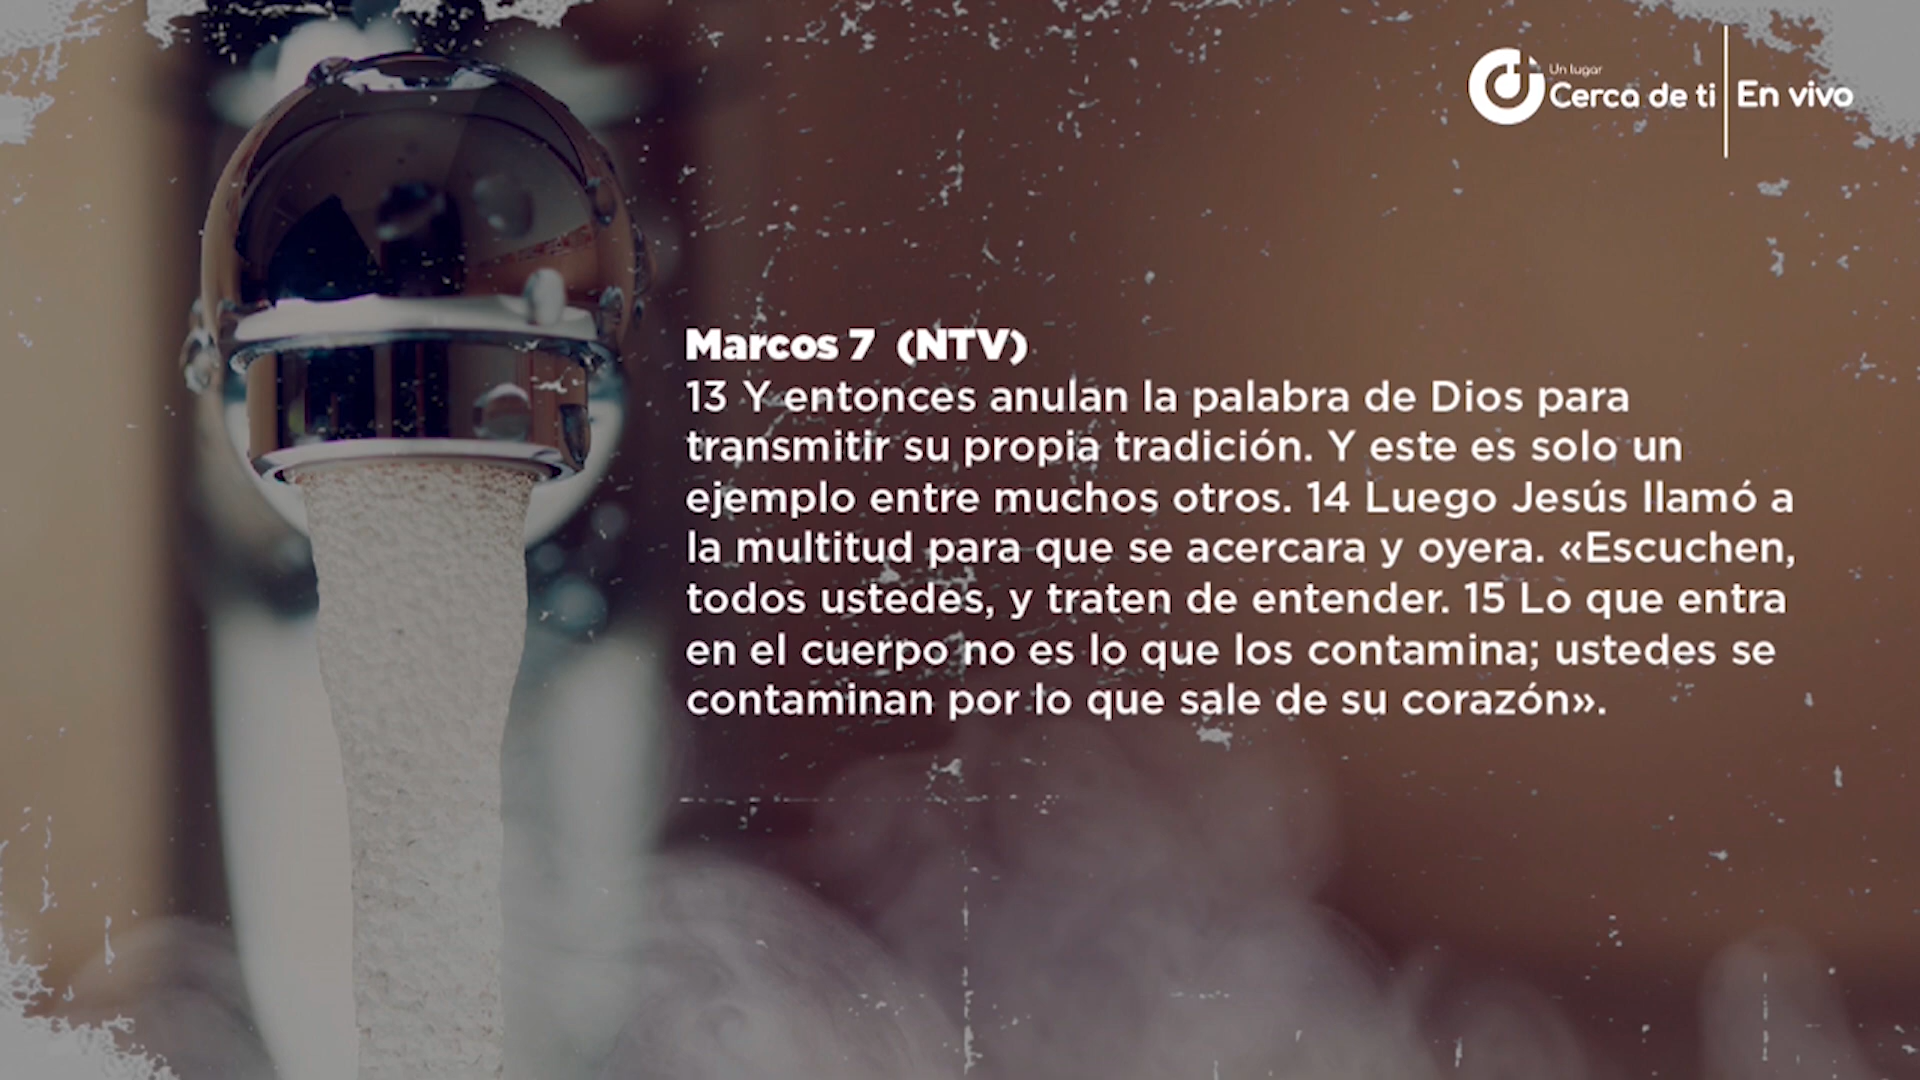 Un lugar
Cerca de ti
En vivo
Marcos 7 (NTV)
13 Y entonces anulan la palabra de Dios para
transmitir su propia tradición. Y este es solo un
ejemplo entre muchos otros. 14 Luego Jesús llamó a
la multitud para que se acercara y oyera. «Escuchen,
todos ustedes, y traten de entender. 15 Lo que entra
en el cuerpo no es lo que los contamina; ustedes se
contaminan por lo que sale de su corazón».